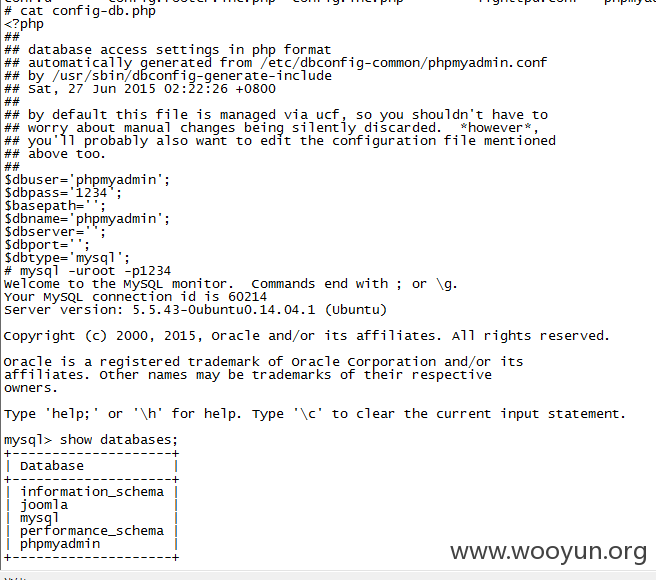 # cat config-db.php
<?php
##
## database access settings in php format
## automatically generated from /etc/dbconfig-common/phpmyadmin.conf
## by /usr/sbin/dbconfig-generate-include
## Sat, 27 Jun 2015 02:22:26 +0800
##
## by default this file is managed via ucf, so you shouldn't have to
## worry about manual changes being silently discarded.  *however*,
## you'll probably also want to edit the configuration file mentioned
## above too.
##
$dbuser='phpmyadmin';
$dbpass='1234';
$basepath='';
$dbname='phpmyadmin';
$dbserver='';
$dbport='';
$dbtype='mysql';
# mysql -uroot -p1234
Welcome to the MySQL monitor.  Commands end with ; or \g.
Your MySQL connection id is 60214
Server version: 5.5.43-0ubuntu0.14.04.1 (Ubuntu)

Copyright (c) 2000, 2015, Oracle and/or its affiliates. All rights reserved.

Oracle is a registered trademark of Oracle Corporation and/or its
affiliates. Other names may be trademarks of their respective
owners.

Type 'help;' or '\h' for help. Type '\c' to clear the current input statement.

mysql> show databases;
+--------------------+
| Database           |
+--------------------+
| information_schema |
| joomla             |
| mysql              |
| performance_schema |
| phpmyadmin         |
+--------------------+
www.wooyun.org